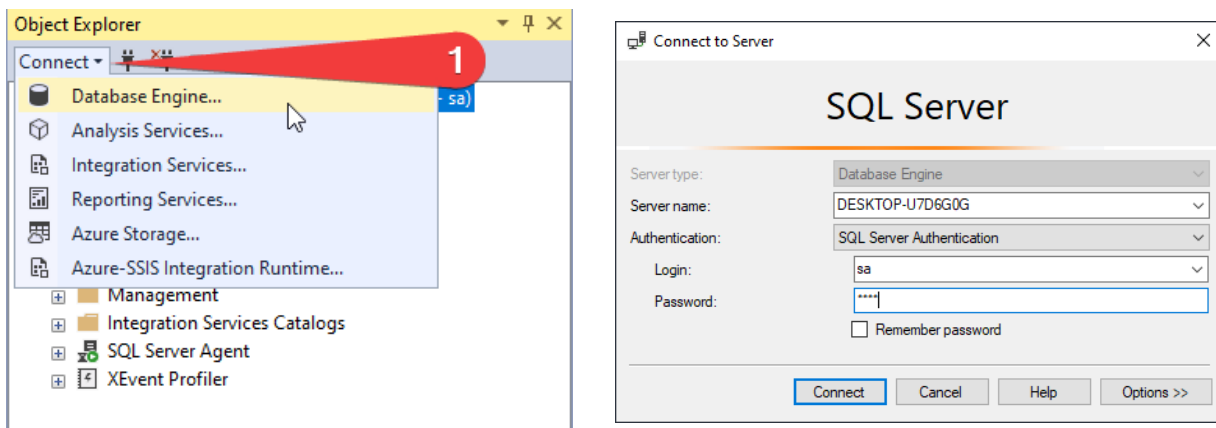 Object Explorer
Connect
1
Database Engine...
- sa)
Analysis Services...
Integration Services...
Reporting Services...
Azure Storage...
Azure-SSIS Integration Runtime...
Management
Integration Services Catalogs
SQL Server Agent
XEvent Profiler
Connect to Server
SQL Server
Server type: Database Engine
Server name: DESKTOP-U7D6G0G
Authentication: SQL Server Authentication
Login: sa
Password: ****
Remember password
Connect Cancel Help Options >>